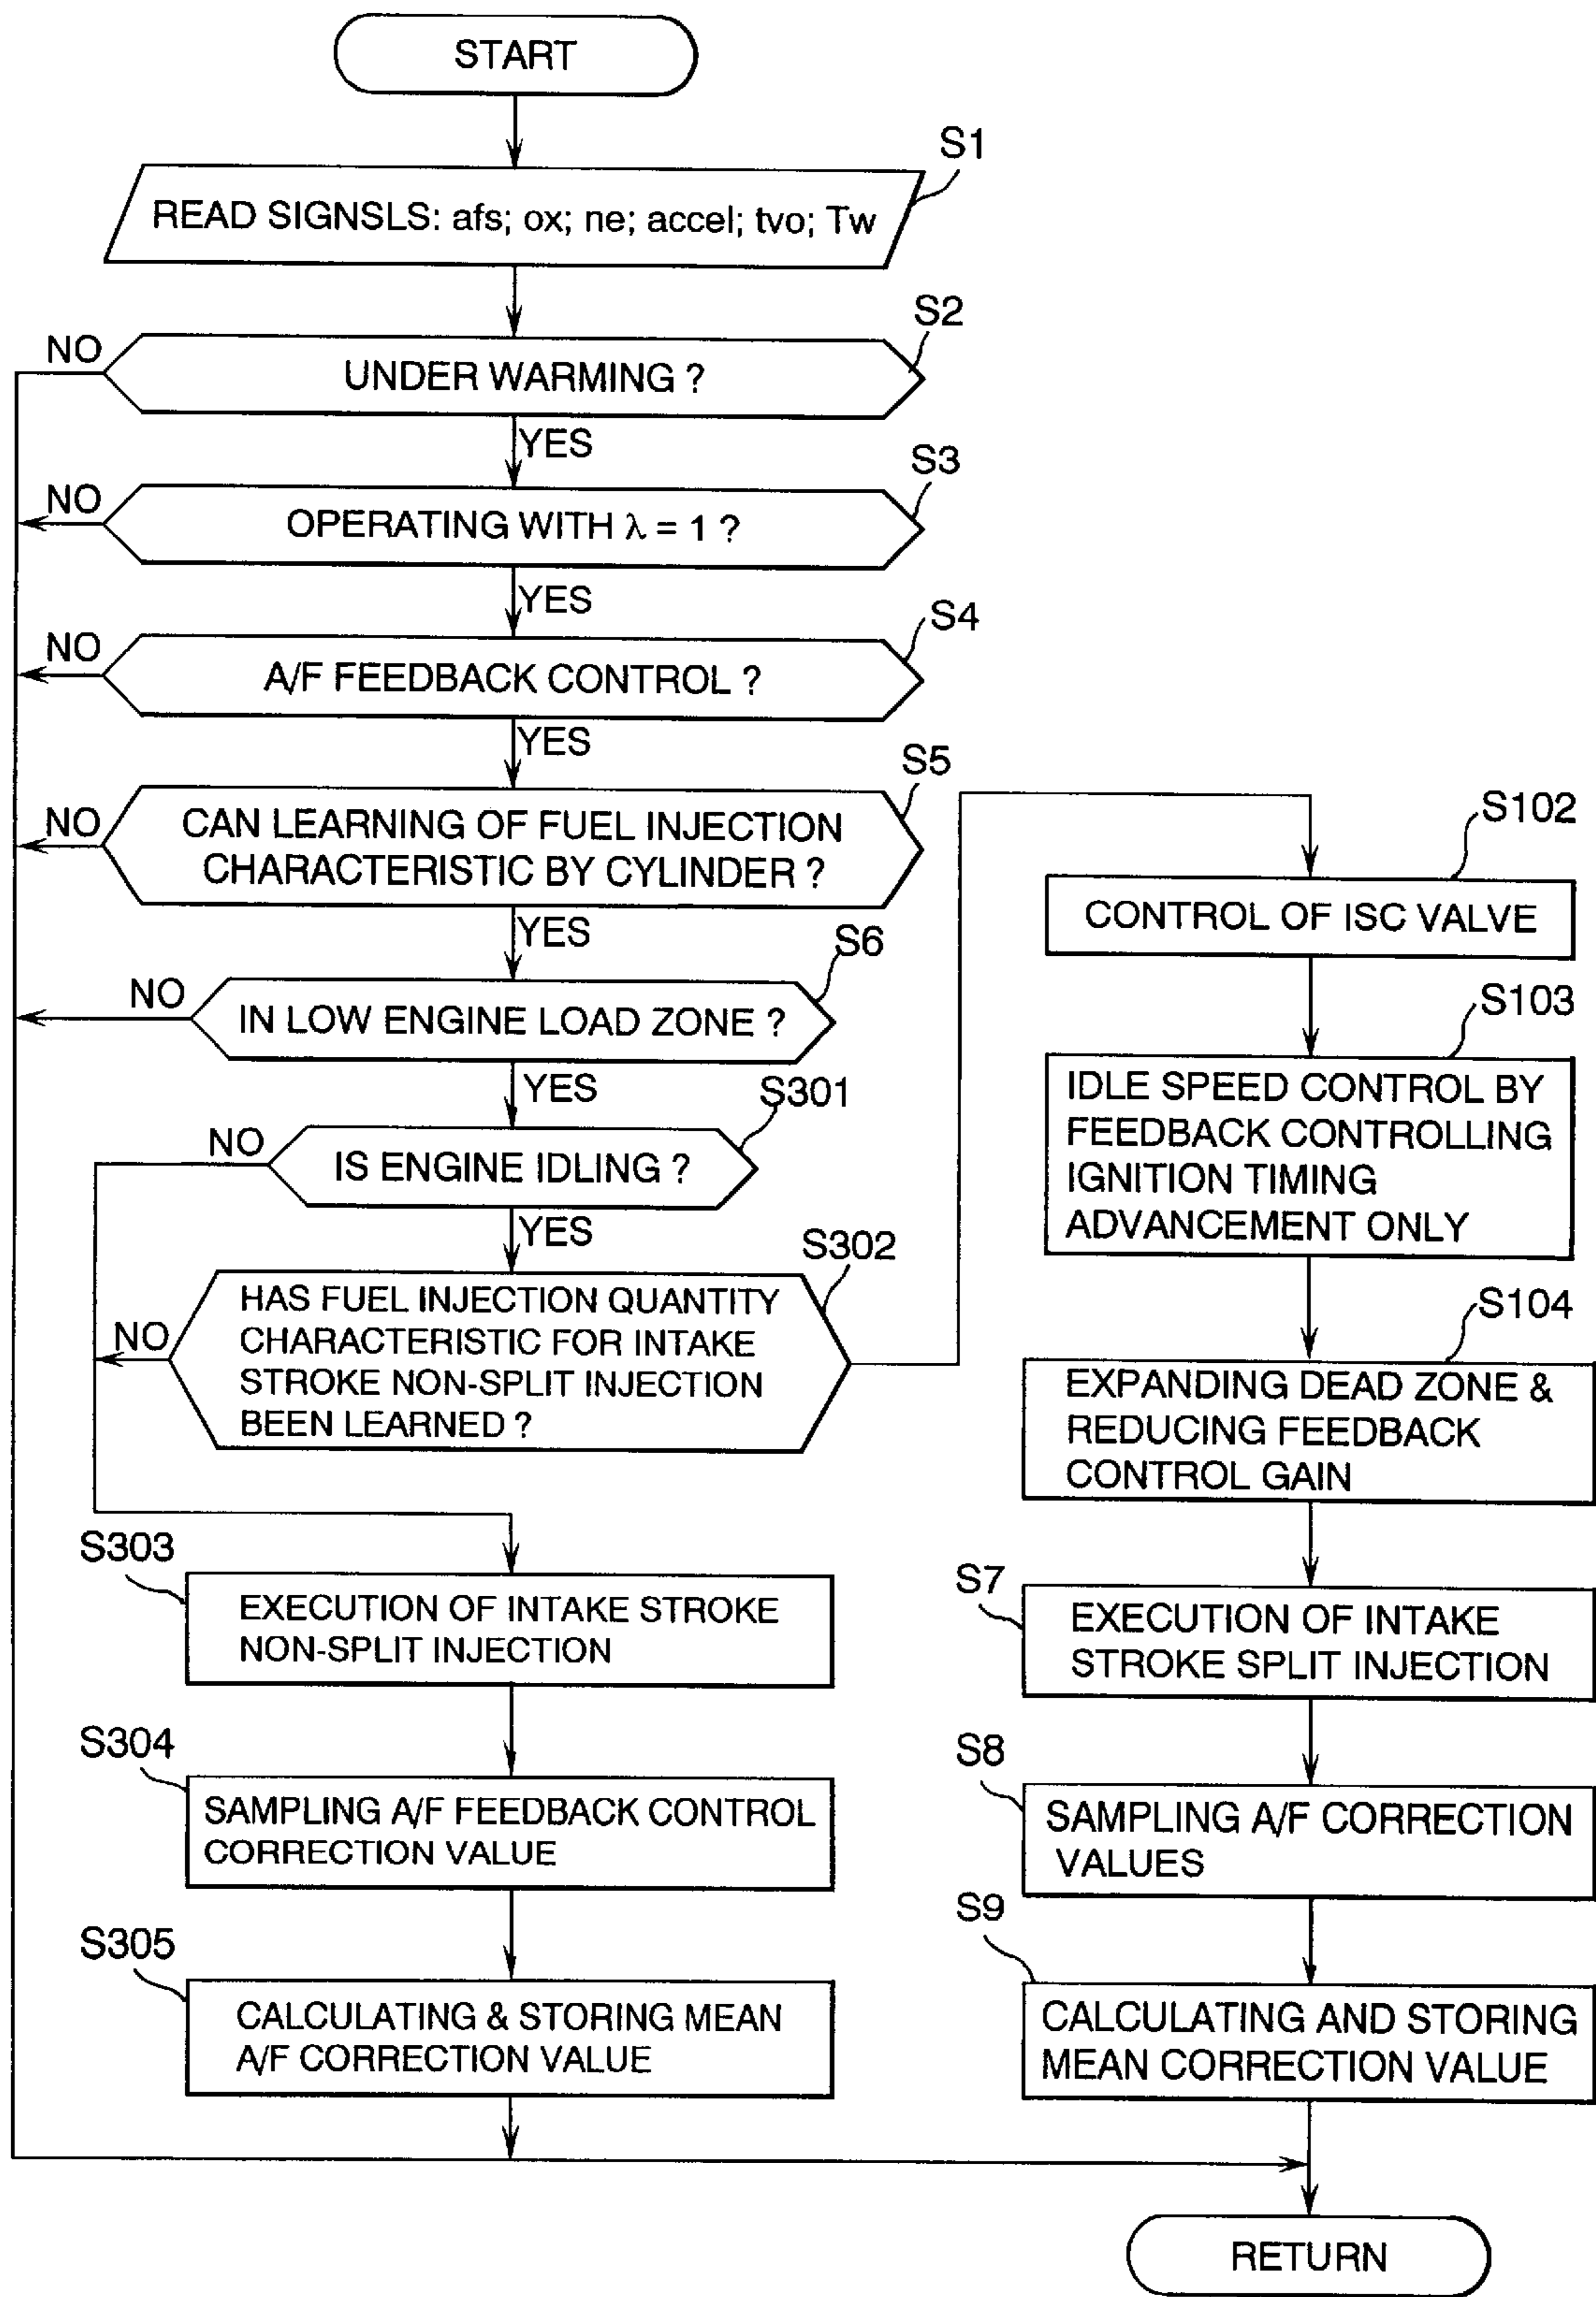 START
S1
READ SIGNSLS: afs; ox; ne; accel; tvo; Tw
S2
NO
UNDER WARMING ?
YES
S3
NO
OPERATING WITH λ = 1 ?
YES
S4
NO
A/F FEEDBACK CONTROL ?
YES
S5
NO
CAN LEARNING OF FUEL INJECTION
CHARACTERISTIC BY CYLINDER ?
YES
S6
NO
IN LOW ENGINE LOAD ZONE ?
YES
S301
NO
IS ENGINE IDLING ?
YES
S302
NO
HAS FUEL INJECTION QUANTITY
CHARACTERISTIC FOR INTAKE
STROKE NON-SPLIT INJECTION
BEEN LEARNED ?
S303
EXECUTION OF INTAKE STROKE
NON-SPLIT INJECTION
S304
SAMPLING A/F FEEDBACK CONTROL
CORRECTION VALUE
S305
CALCULATING & STORING MEAN
A/F CORRECTION VALUE
S102
CONTROL OF ISC VALVE
S103
IDLE SPEED CONTROL BY
FEEDBACK CONTROLLING
IGNITION TIMING
ADVANCEMENT ONLY
S104
EXPANDING DEAD ZONE &
REDUCING FEEDBACK
CONTROL GAIN
S7
EXECUTION OF INTAKE
STROKE SPLIT INJECTION
S8
SAMPLING A/F CORRECTION
VALUES
S9
CALCULATING AND STORING
MEAN CORRECTION VALUE
RETURN